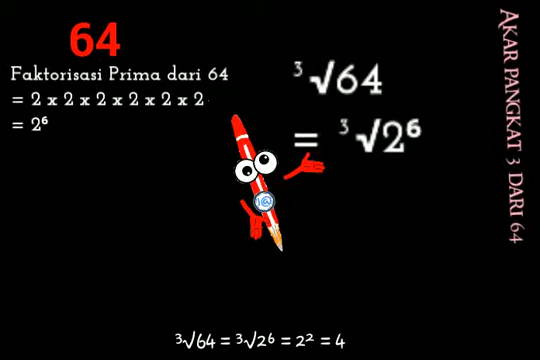 64
Faktorisasi Prima dari 64
= 2 x 2 x 2 x 2 x 2 x 2
= 2⁶
³√64
= ³√2⁶
1@
AKAR PANGKAT 3 DARI 64
³√64 = ³√2⁶ = 2² = 4